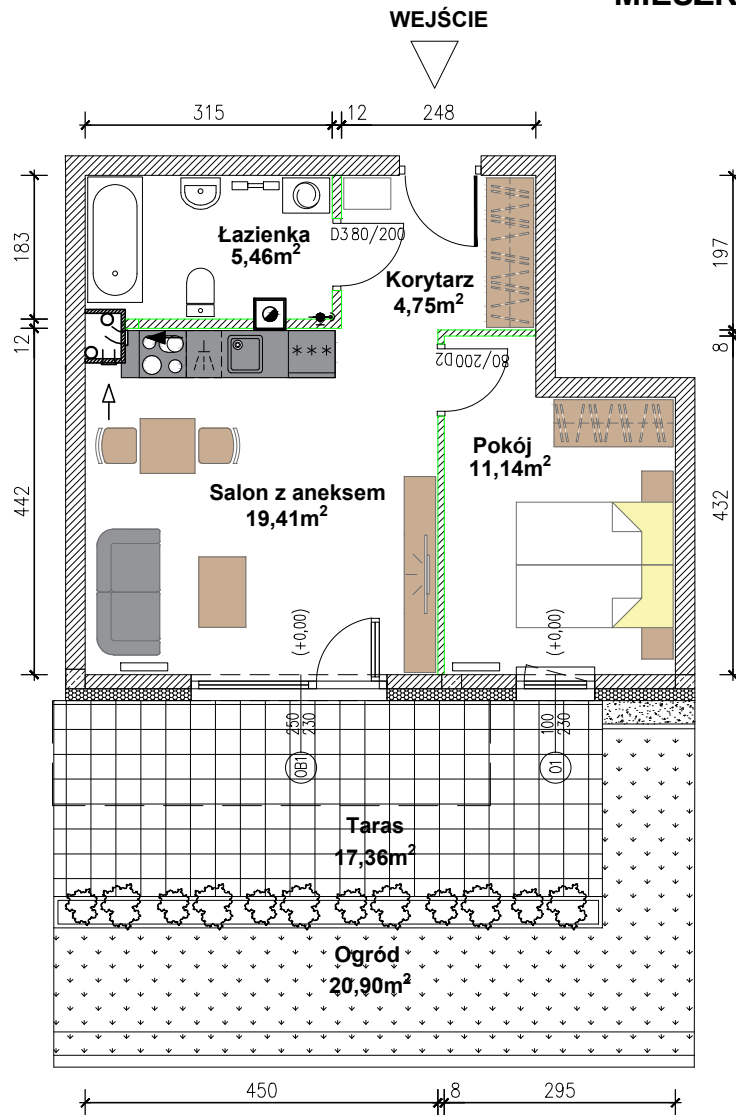 MIESZK
WEJŚCIE
315 12 248
183
12
442
197
8
432
Łazienka
5,46m²
D3 80/200
Korytarz
4,75m²
D2 80/200
***
Pokój
11,14m²
Salon z aneksem
19,41m²
(+0,00)
(+0,00)
250
230
OB1
100
230
O1
Taras
17,36m²
Ogród
20,90m²
450 8 295